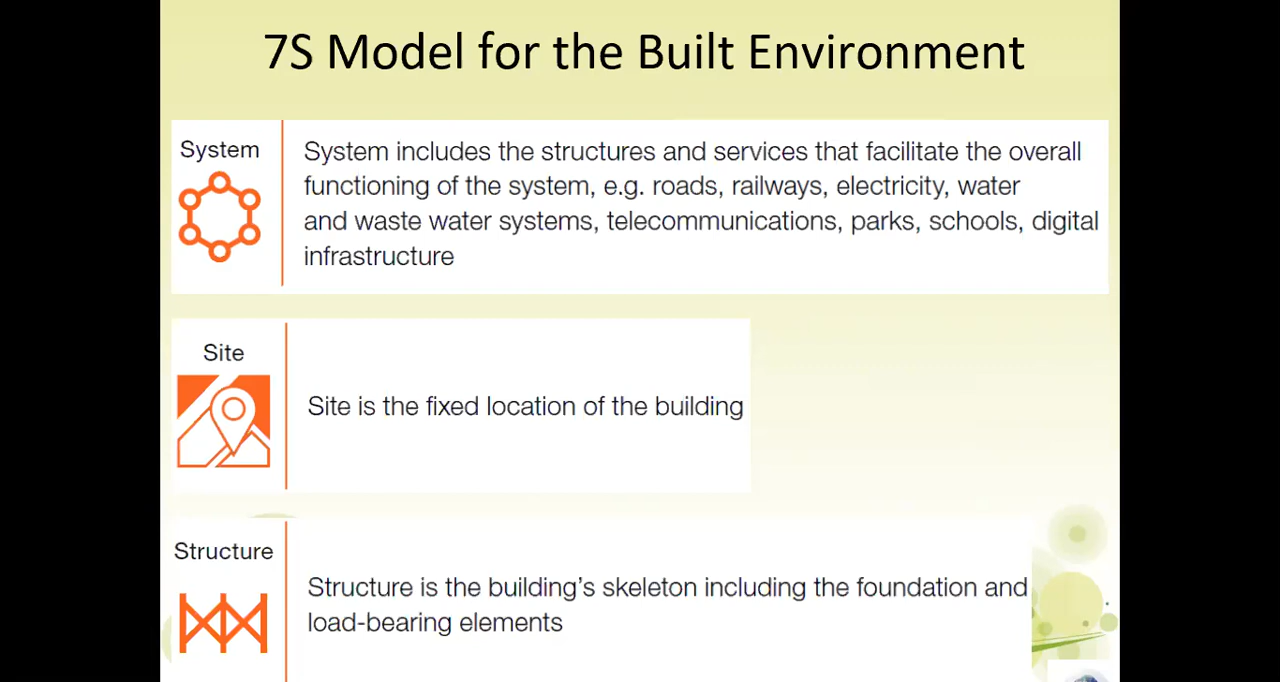 7S Model for the Built Environment
System
System includes the structures and services that facilitate the overall
functioning of the system, e.g. roads, railways, electricity, water
and waste water systems, telecommunications, parks, schools, digital
infrastructure
Site
Site is the fixed location of the building
Structure
Structure is the building's skeleton including the foundation and
load-bearing elements